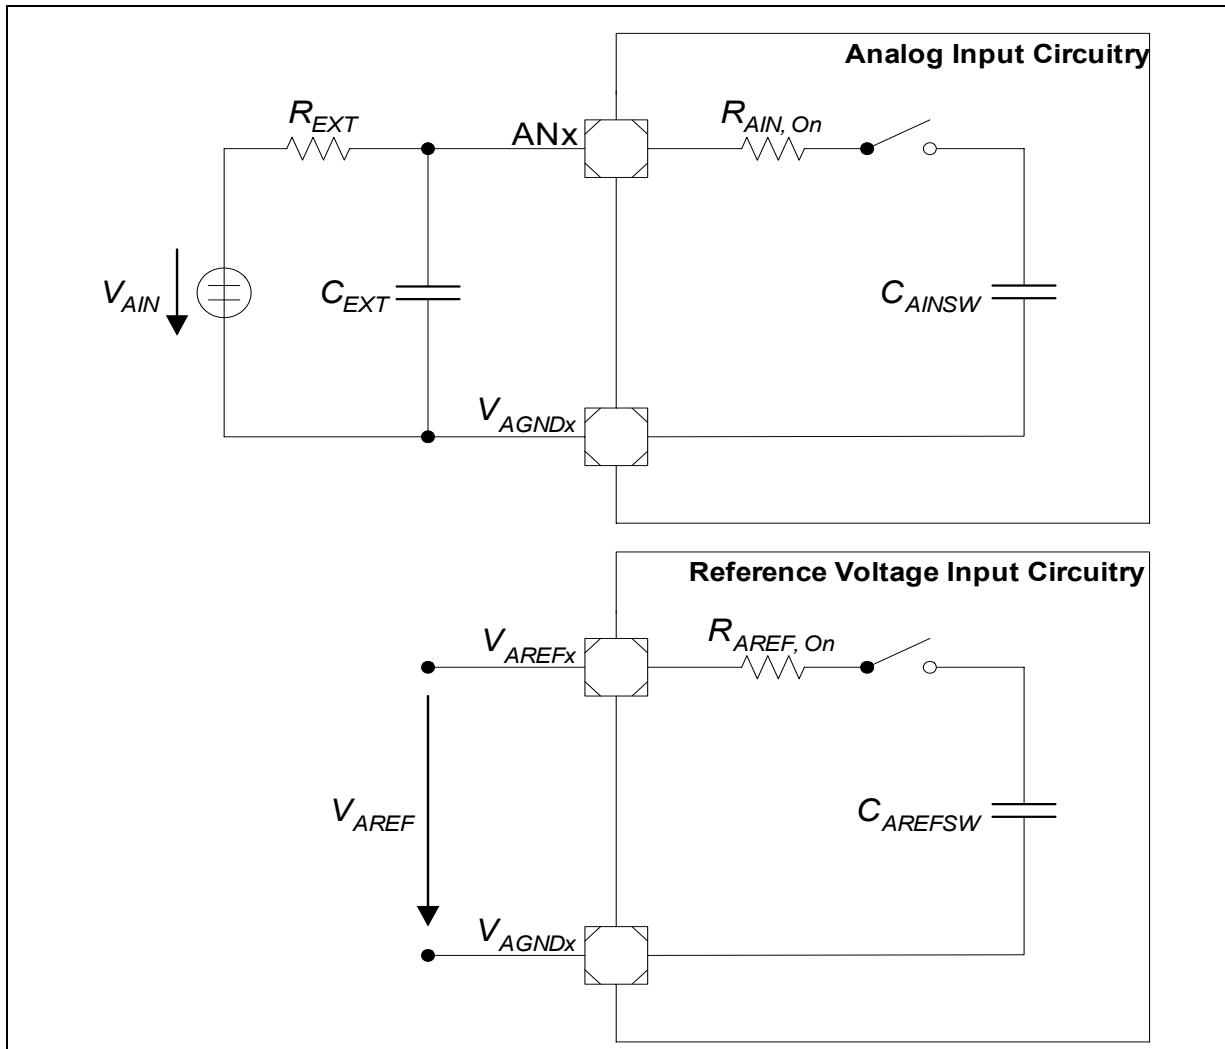 Analog Input Circuitry
R_EXT
ANx
R_AIN, On
V_AIN
C_EXT
C_AINSW
V_AGNDx
Reference Voltage Input Circuitry
V_AREFx
R_AREF, On
V_AREF
C_AREFSW
V_AGNDx